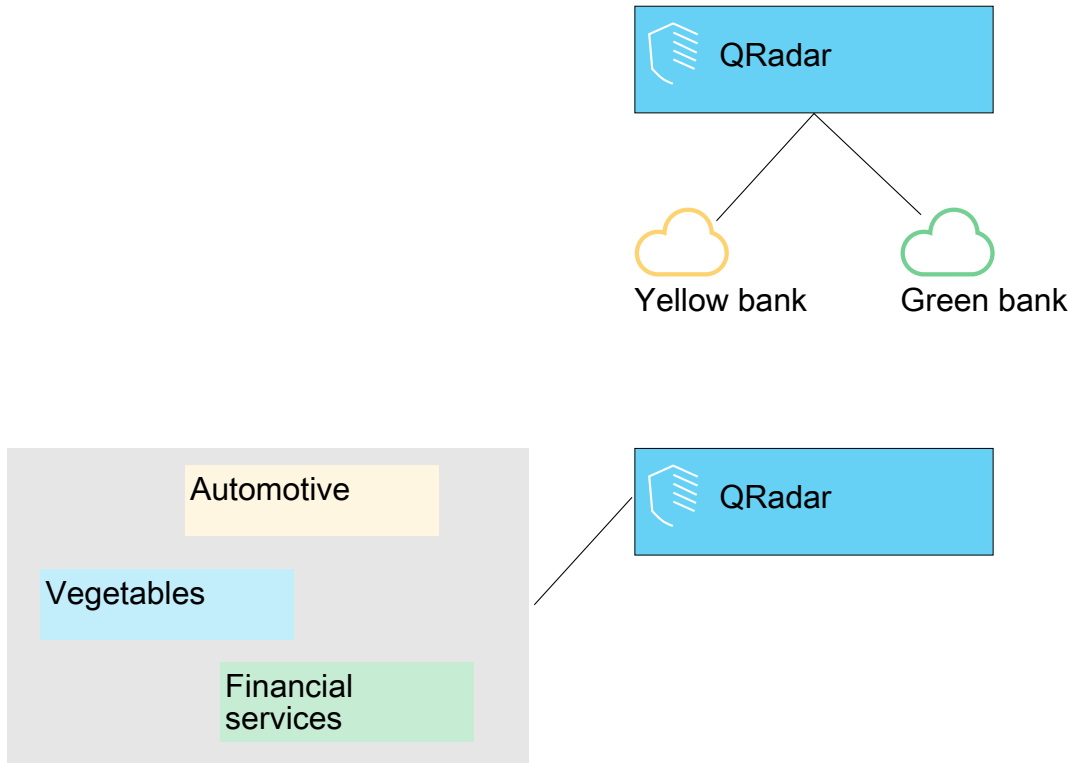 QRadar
Yellow bank
Green bank
Automotive
QRadar
Vegetables
Financial
services